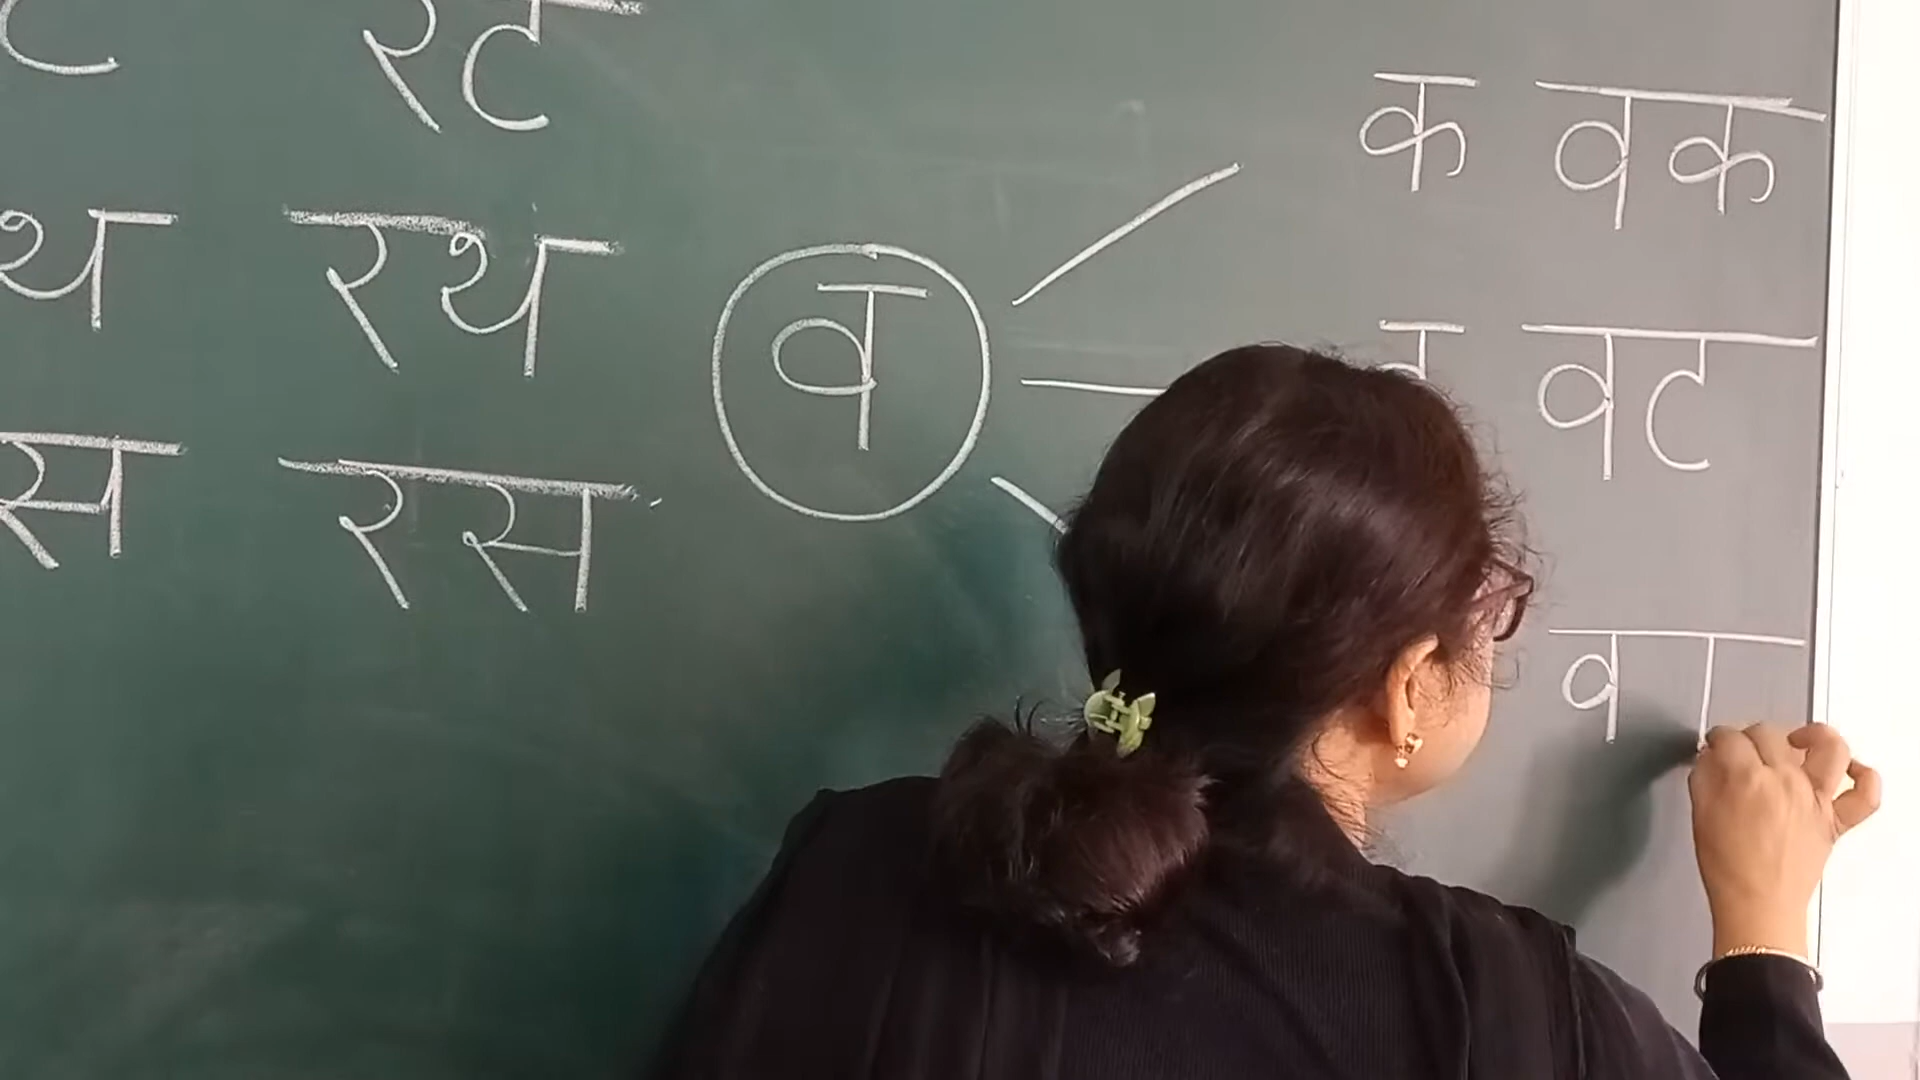 रट
थ रथ
स रस
व
क वक
वट
व